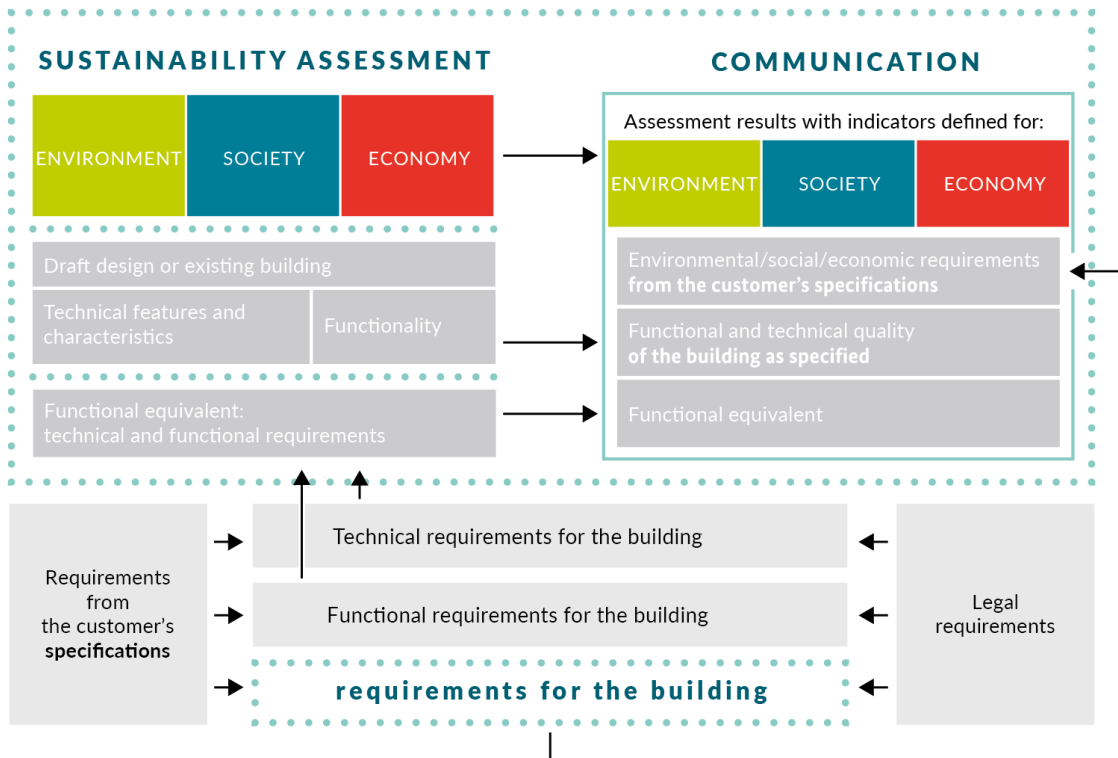 SUSTAINABILITY ASSESSMENT
ENVIRONMENT
SOCIETY
ECONOMY
Draft design or existing building
Technical features and
characteristics
Functionality
Functional equivalent:
technical and functional requirements
COMMUNICATION
Assessment results with indicators defined for:
ENVIRONMENT
SOCIETY
ECONOMY
Environmental/social/economic requirements
from the customer's specifications
Functional and technical quality
of the building as specified
Functional equivalent
Requirements
from
the customer's
specifications
Technical requirements for the building
Functional requirements for the building
requirements for the building
Legal
requirements